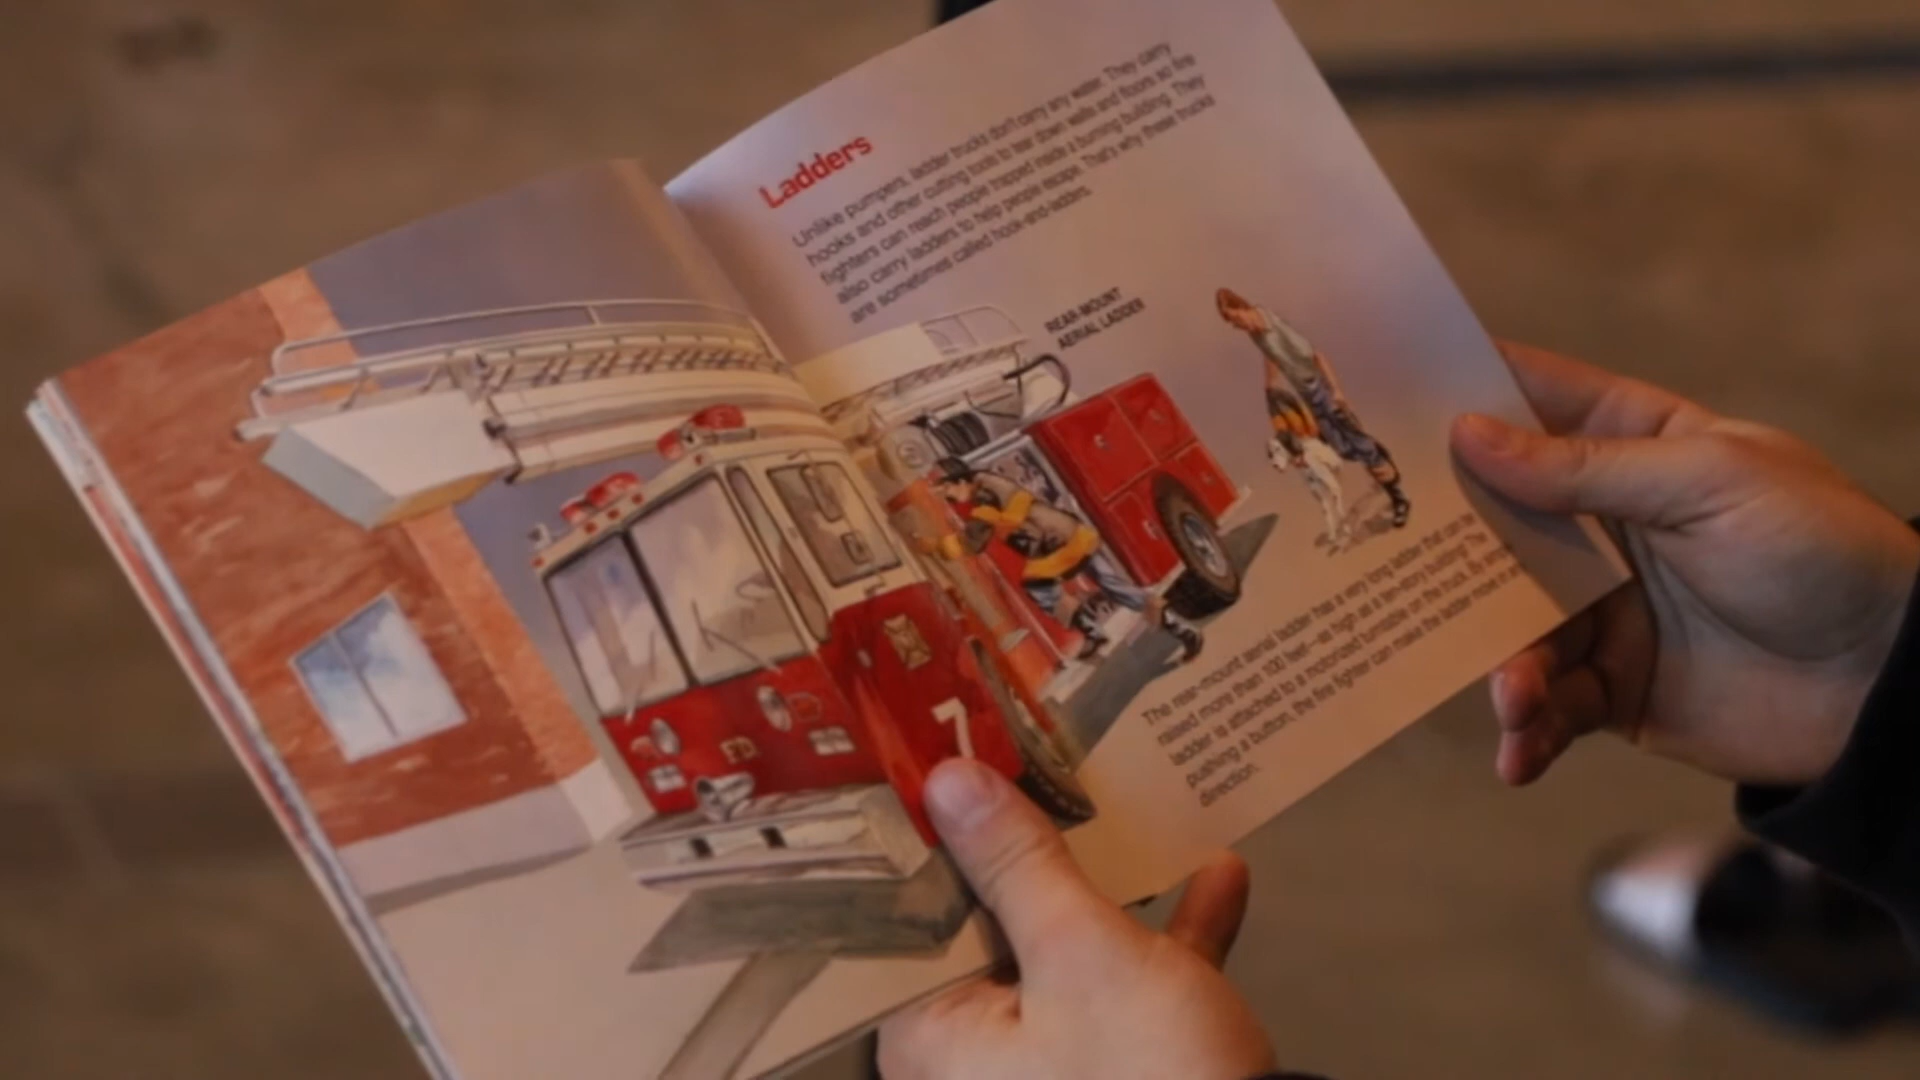 Ladders
Unlike pumpers, ladder trucks don't carry any water. They carry
hooks and other cutting tools to tear down walls and floors so fire
fighters can reach people trapped inside a burning building. They
also carry ladders to help people escape. That's why these trucks
are sometimes called hook-and-ladders.
REAR-MOUNT
AERIAL LADDER
The rear-mount aerial ladder has a very long ladder that can be
raised more than 100 feet—as high as a ten-story building! The
ladder is attached to a motorized turntable on the truck. By
pushing a button, the fire fighter can make the ladder move in
direction.
F.D.
7